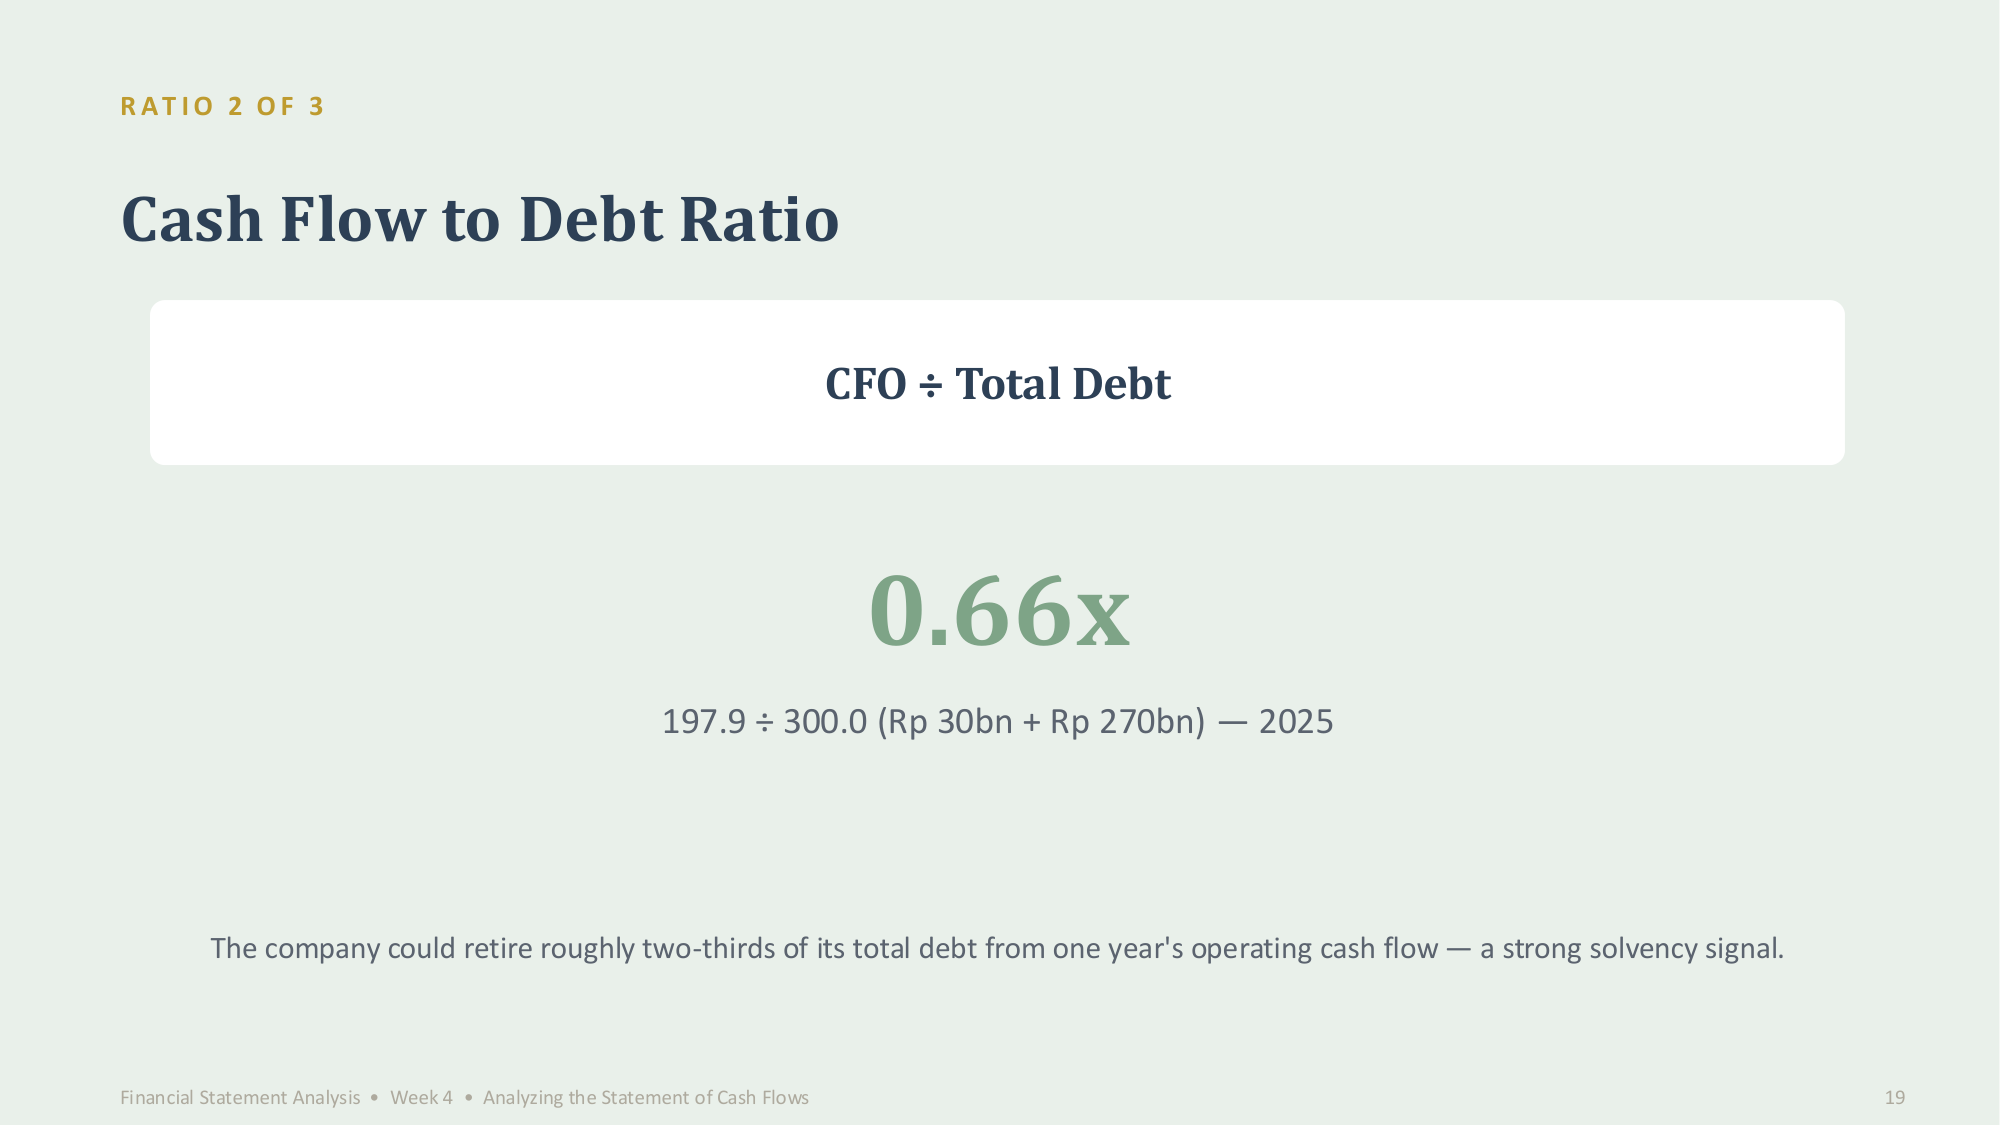 RATIO 2 OF 3
Cash Flow to Debt Ratio
CFO ÷ Total Debt
0.66x
197.9 ÷ 300.0 (Rp 30bn + Rp 270bn) — 2025
The company could retire roughly two-thirds of its total debt from one year's operating cash flow — a strong solvency signal.
Financial Statement Analysis • Week 4 • Analyzing the Statement of Cash Flows
19